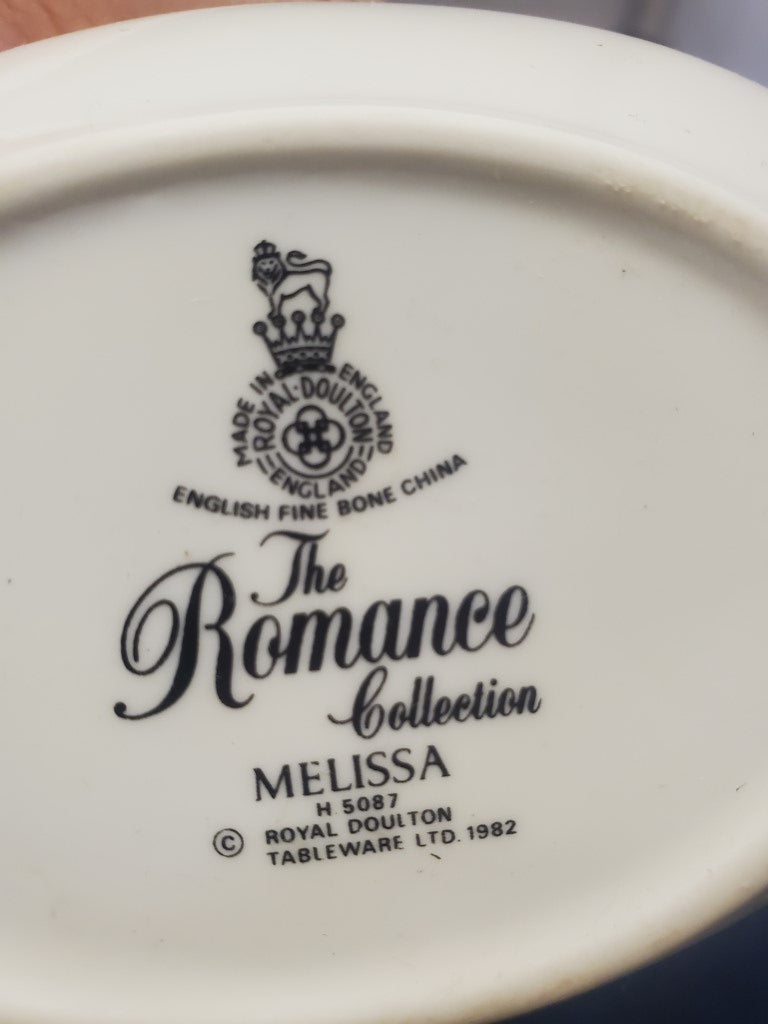 MADE IN ENGLAND
ROYAL·DOULTON
ENGLAND
ENGLISH FINE BONE CHINA
The
Romance
Collection
MELISSA
H 5087
© ROYAL DOULTON
TABLEWARE LTD. 1982